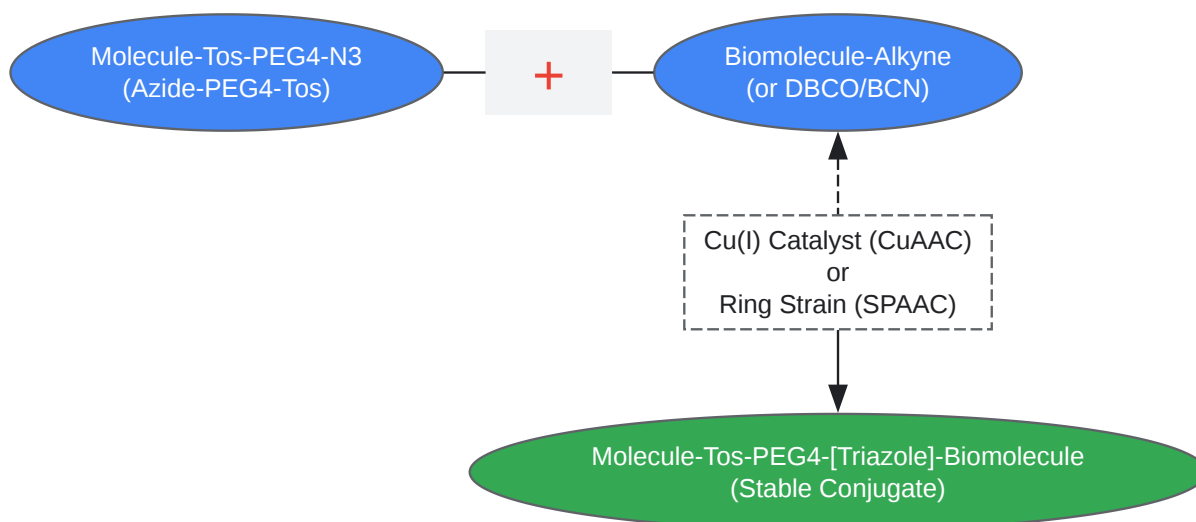 Molecule-Tos-PEG4-N3
(Azide-PEG4-Tos)
+
Biomolecule-Alkyne
(or DBCO/BCN)
Cu(I) Catalyst (CuAAC)
or
Ring Strain (SPAAC)
Molecule-Tos-PEG4-[Triazole]-Biomolecule
(Stable Conjugate)